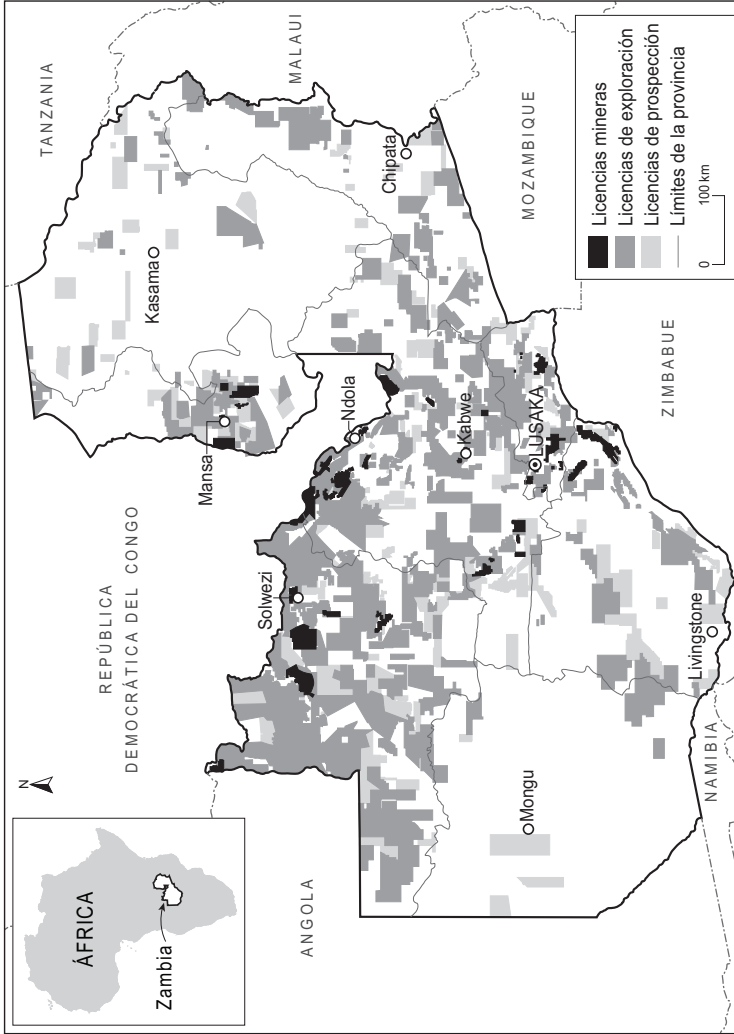 ÁFRICA
Zambia
N
REPÚBLICA
DEMOCRÁTICA DEL CONGO
TANZANIA
MALAUI
MOZAMBIQUE
ZIMBABUE
NAMIBIA
ANGOLA
Kasama
Mansa
Ndola
Solwezi
Chipata
Kabwe
LUSAKA
Mongu
Livingstone
Licencias mineras
Licencias de exploración
Licencias de prospección
Límites de la provincia
0 100 km